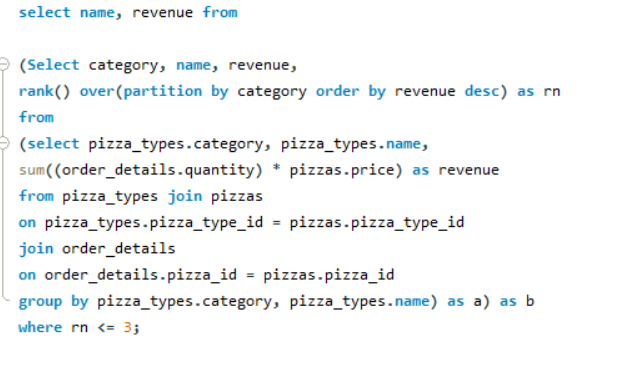 select name, revenue from
(Select category, name, revenue,
rank() over(partition by category order by revenue desc) as rn
from
(select pizza_types.category, pizza_types.name,
sum((order_details.quantity) * pizzas.price) as revenue
from pizza_types join pizzas
on pizza_types.pizza_type_id = pizzas.pizza_type_id
join order_details
on order_details.pizza_id = pizzas.pizza_id
group by pizza_types.category, pizza_types.name) as a) as b
where rn <= 3;